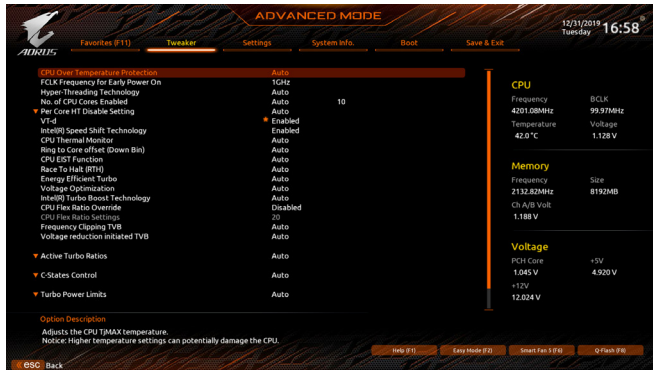 ADVANCED MODE
12/31/2019 16:58
Tuesday
AORUS
Favorites (F11) Tweaker Settings System Info. Boot Save & Exit
CPU Over Temperature Protection Auto
FCLK Frequency for Early Power On 1GHz
Hyper-Threading Technology Auto
No. of CPU Cores Enabled Auto 10
Per Core HT Disable Setting Auto
VT-d Enabled
Intel(R) Speed Shift Technology Enabled
CPU Thermal Monitor Auto
Ring to Core offset (Down Bin) Auto
CPU EIST Function Auto
Race To Halt (RTH) Auto
Energy Efficient Turbo Auto
Voltage Optimization Auto
Intel(R) Turbo Boost Technology Auto
CPU Flex Ratio Override Disabled
CPU Flex Ratio Settings 20
Frequency Clipping TVB Auto
Voltage reduction initiated TVB Auto
Active Turbo Ratios Auto
C-States Control Auto
Turbo Power Limits Auto
CPU
Frequency BCLK
4201.08MHz 99.97MHz
Temperature Voltage
42.0 °C 1.128 V
Memory
Frequency Size
2132.82MHz 8192MB
Ch A/B Volt
1.188 V
Voltage
PCH Core +5V
1.045 V 4.920 V
+12V
12.024 V
Option Description
Adjusts the CPU TjMAX temperature.
Notice: Higher temperature settings can potentially damage the CPU.
Help (F1) Easy Mode (F2) Smart Fan 5 (F6) Q-Flash (F8)
esc Back